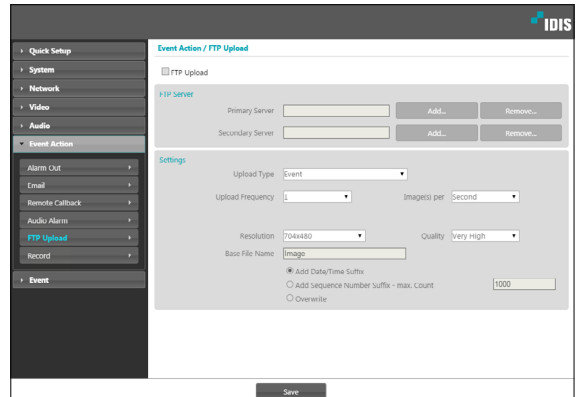 IDIS
Quick Setup
System
Network
Video
Audio
Event Action
Alarm Out
Email
Remote Callback
Audio Alarm
FTP Upload
Record
Event
Event Action / FTP Upload
FTP Upload
FTP Server
Primary Server Add... Remove...
Secondary Server Add... Remove...
Settings
Upload Type Event
Upload Frequency 1 Image(s) per Second
Resolution 704x480 Quality Very High
Base File Name Image
Add Date/Time Suffix
Add Sequence Number Suffix - max. Count 1000
Overwrite
Save